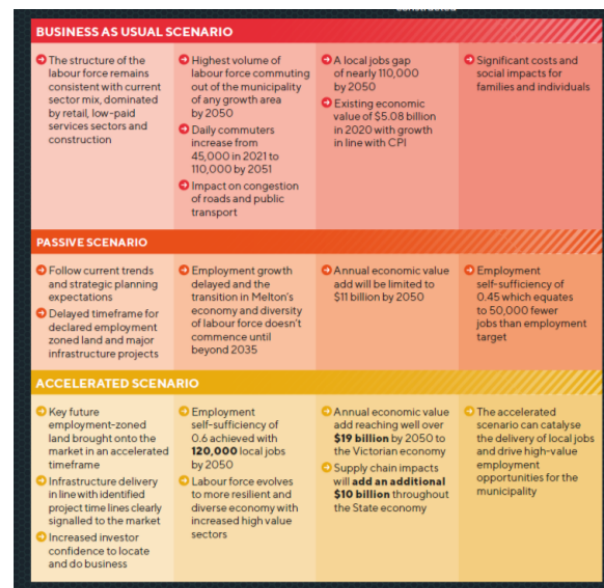 BUSINESS AS USUAL SCENARIO
The structure of the
labour force remains
consistent with current
sector mix, dominated
by retail, low-paid
services sectors and
construction
Highest volume of
labour force commuting
out of the municipality
of any growth area
by 2050
Daily commuters
increase from
45,000 in 2021 to
110,000 by 2051
Impact on congestion
of roads and public
transport
A local jobs gap
of nearly 110,000
by 2050
Existing economic
value of $5.08 billion
in 2020 with growth
in line with CPI
Significant costs and
social impacts for
families and individuals
PASSIVE SCENARIO
Follow current trends
and strategic planning
expectations
Delayed timeframe for
declared employment
zoned land and major
infrastructure projects
Employment growth
delayed and the
transition in Melton's
economy and diversity
of labour force doesn't
commence until
beyond 2035
Annual economic value
add will be limited to
$11 billion by 2050
Employment
self-sufficiency of
0.45 which equates
to 50,000 fewer
jobs than employment
target
ACCELERATED SCENARIO
Key future
employment-zoned
land brought onto the
market in an accelerated
timeframe
Infrastructure delivery
in line with identified
project time lines clearly
signalled to the market
Increased investor
confidence to locate
and do business
Employment
self-sufficiency of
0.6 achieved with
120,000 local jobs
by 2050
Labour force evolves
to more resilient and
diverse economy with
increased high value
sectors
Annual economic value
add reaching well over
$19 billion by 2050 to
the Victorian economy
Supply chain impacts
will add an additional
$10 billion throughout
the State economy
The accelerated
scenario can catalyse
the delivery of local jobs
and drive high-value
employment
opportunities for the
municipality